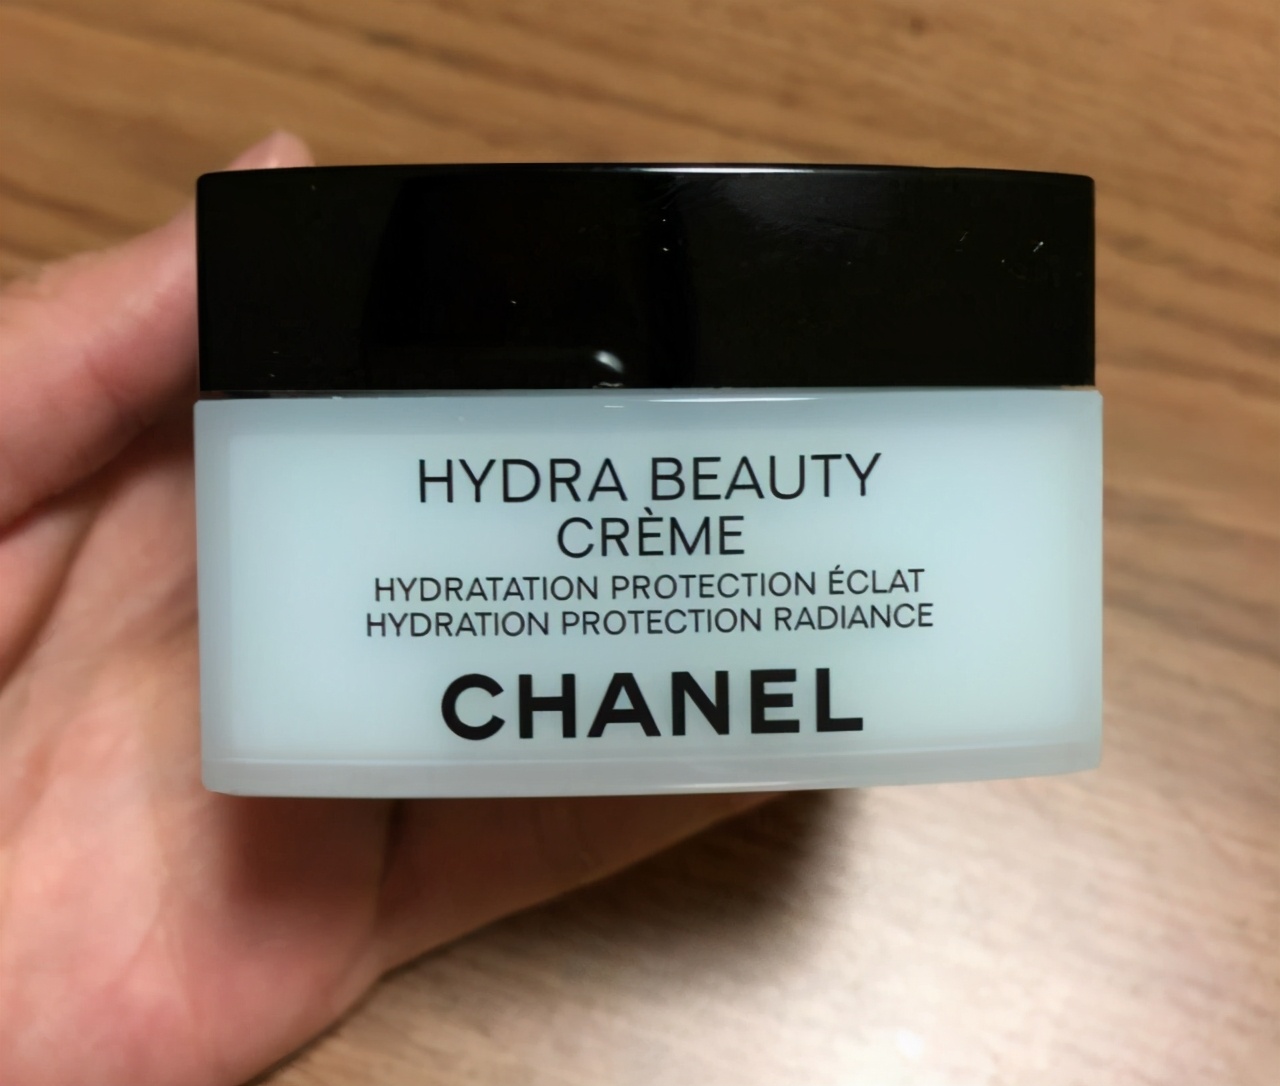 HYDRA BEAUTY
CRÈME
HYDRATATION PROTECTION ÉCLAT
HYDRATION PROTECTION RADIANCE
CHANEL